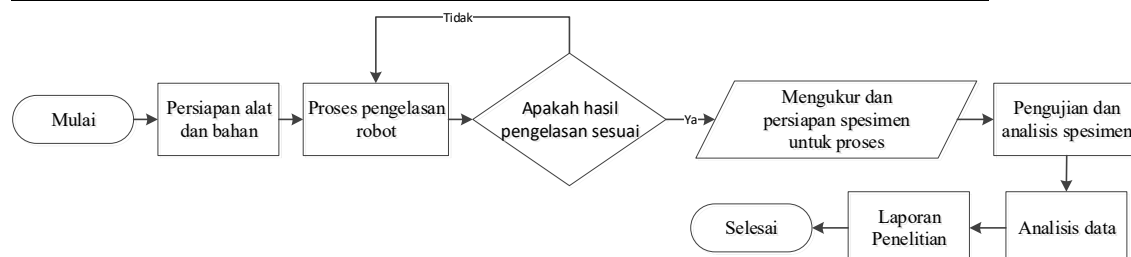 Tidak
Mulai
Persiapan alat
dan bahan
Proses pengelasan
robot
Apakah hasil
pengelasan sesuai
Ya
Mengukur dan
persiapan spesimen
untuk proses
Pengujian dan
analisis spesimen
Analisis data
Laporan
Penelitian
Selesai